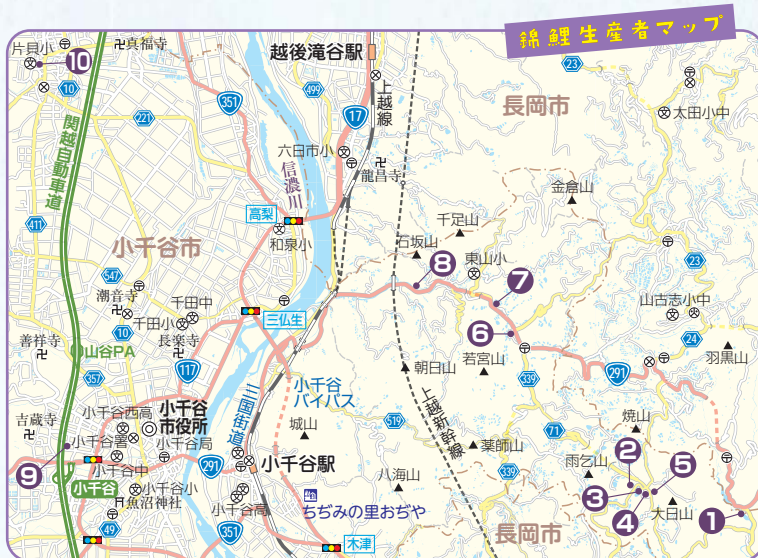 錦鯉生産者マップ
片貝小
卍真福寺
越後滝谷駅
10
10
351
499
17
上越線
23
長岡市
太田小中
221
関越自動車道
六日市小
卍
龍昌寺
信濃川
金倉山
高梨
千足山
411
小千谷市
和泉小
石坂山
東山小
8
7
23
547
潮音寺
卍
千田中
山古志小中
三仏生
10
千田小
6
24
善祥寺
卍
長楽寺
卍
山谷PA
117
三国街道
小千谷
バイパス
朝日山
若宮山
291
羽黒山
357
339
上越新幹線
吉蔵寺
卍
小千谷西高
小千谷
市役所
城山
519
71
焼山
小千谷署
小千谷局
291
小千谷駅
薬師山
雨乞山
2
5
9
小千谷中
339
3
4
大日山
1
小千谷
小千谷小
八海山
魚沼神社
小千谷高
ちぢみの里おぢや
49
351
木津
長岡市